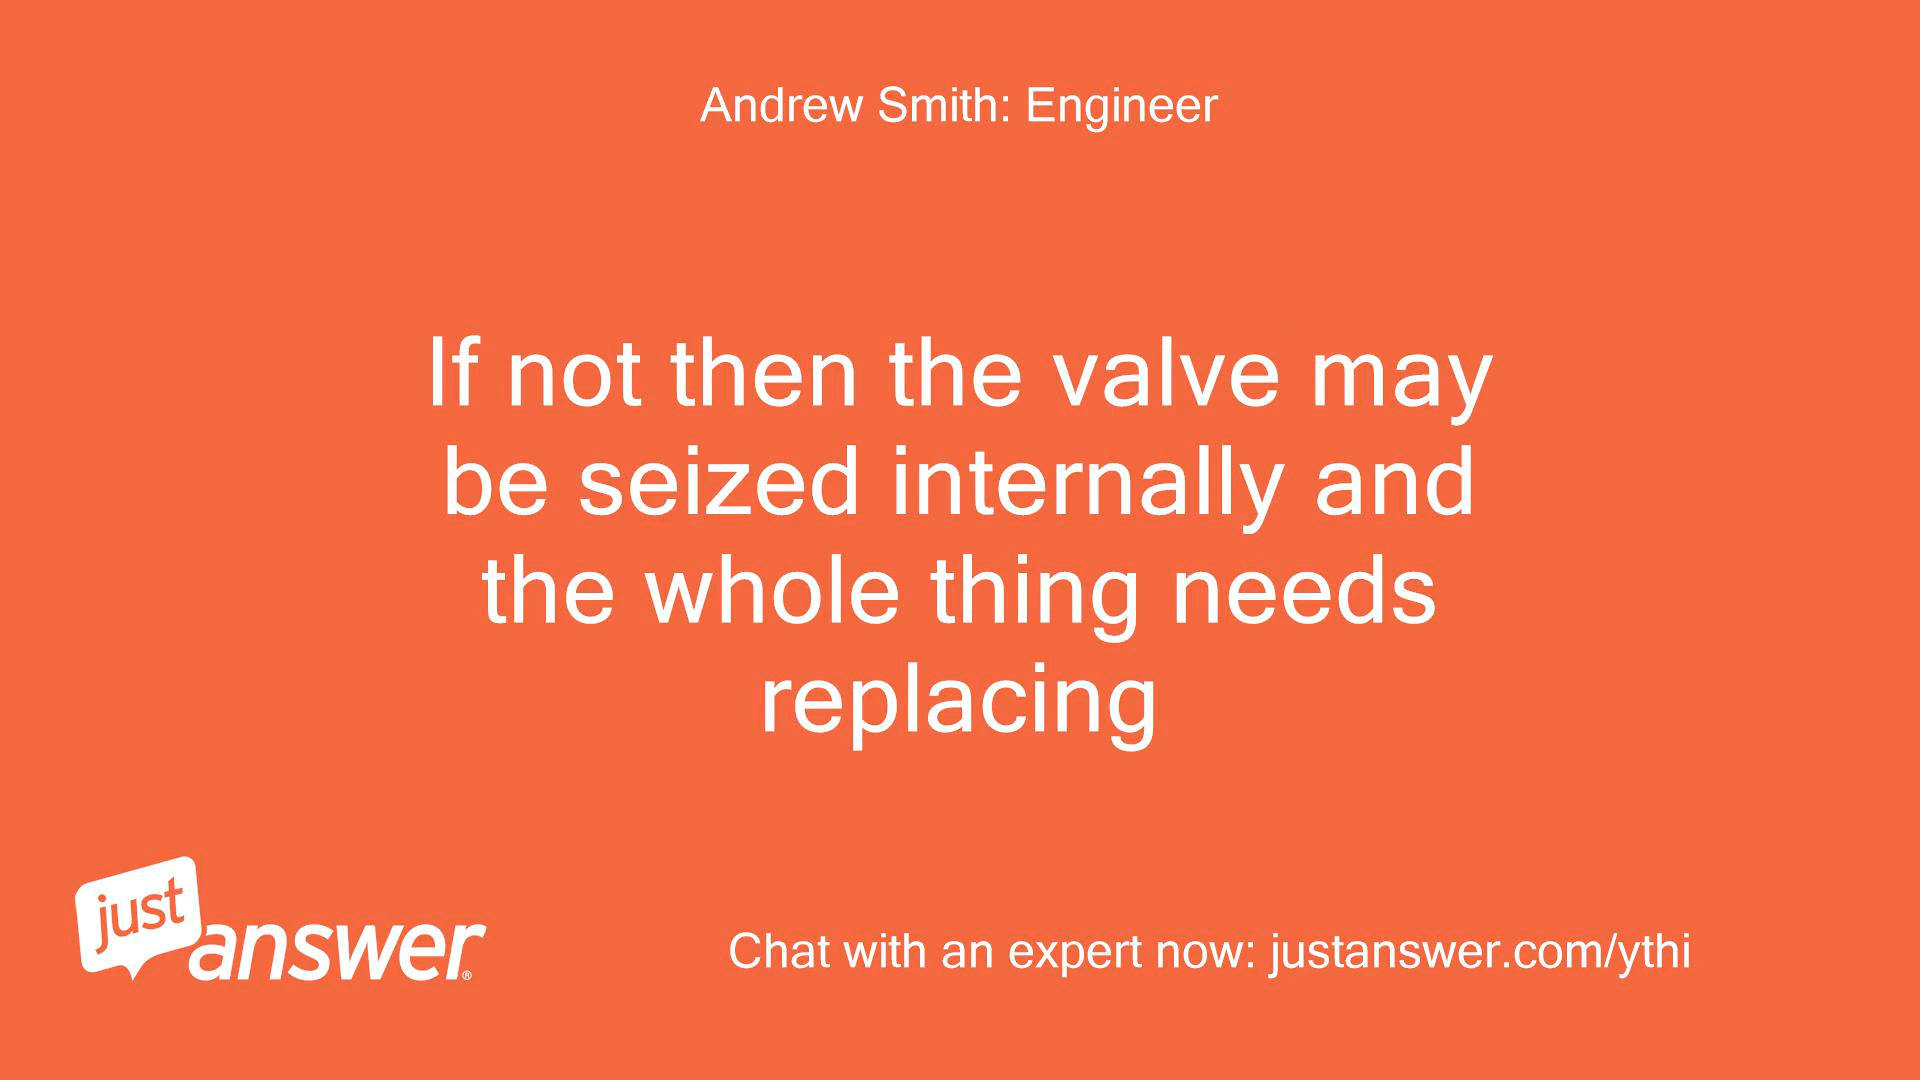 Andrew Smith: Engineer
If not then the valve may
be seized internally and
the whole thing needs
replacing
just
answer®
Chat with an expert now: justanswer.com/ythi